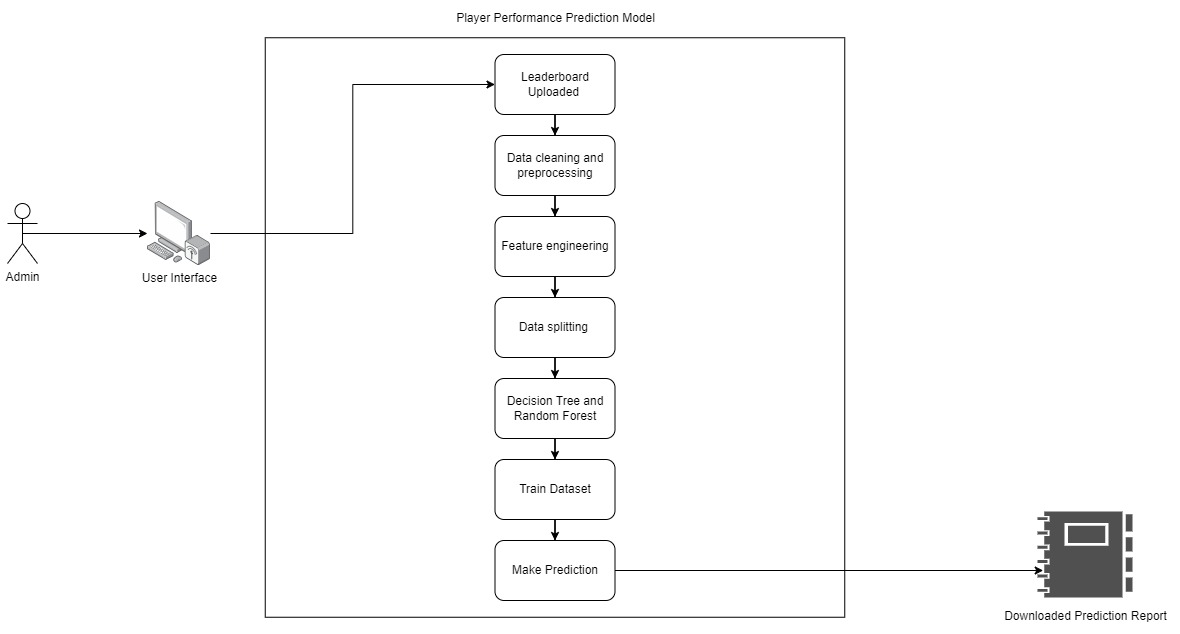 Player Performance Prediction Model
Leaderboard
Uploaded
Data cleaning and
preprocessing
Admin
User Interface
Feature engineering
Data splitting
Decision Tree and
Random Forest
Train Dataset
Make Prediction
Downloaded Prediction Report